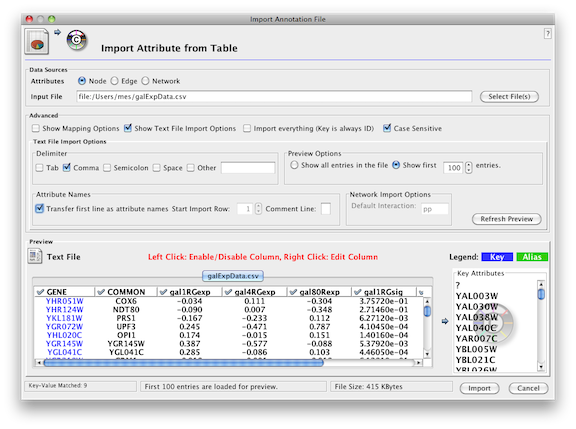 Import Annotation File
Import Attribute from Table
?
Data Sources
Attributes Node Edge Network
Input File file:/Users/mes/galExpData.csv Select File(s)
Advanced
Show Mapping Options Show Text File Import Options Import everything (Key is always ID) Case Sensitive
Text File Import Options
Delimiter
Tab Comma Semicolon Space Other
Preview Options
Show all entries in the file Show first 100 entries.
Attribute Names
Transfer first line as attribute names Start Import Row: 1 Comment Line:
Network Import Options
Default Interaction: pp
Refresh Preview
Preview
Text File
Left Click: Enable/Disable Column, Right Click: Edit Column
Legend: Key Alias
galExpData.csv
GENE COMMON gal1RGexp gal4RGexp gal80Rexp gal1RGsig
YHR051W COX6 -0.034 0.111 -0.304 3.75720e-01
YHR124W NDT80 -0.090 0.007 -0.348 2.71460e-01
YKL181W PRS1 -0.167 -0.233 0.112 6.27120e-03
YGR072W UPF3 0.245 -0.471 0.787 4.10450e-04
YHL020C OPI1 0.174 -0.015 0.151 1.40160e-02
YGR145W YGR145W 0.387 -0.577 -0.088 5.37920e-03
YGL041C YGL041C 0.285 -0.086 0.103 4.46050e-04
Key Attributes
?
YAL003W
YAL030W
YAL038W
YAL040C
YAR007C
YBL005W
YBL021C
YBL026W
Key-Value Matched: 9
First 100 entries are loaded for preview.
File Size: 415 KBytes
Import
Cancel